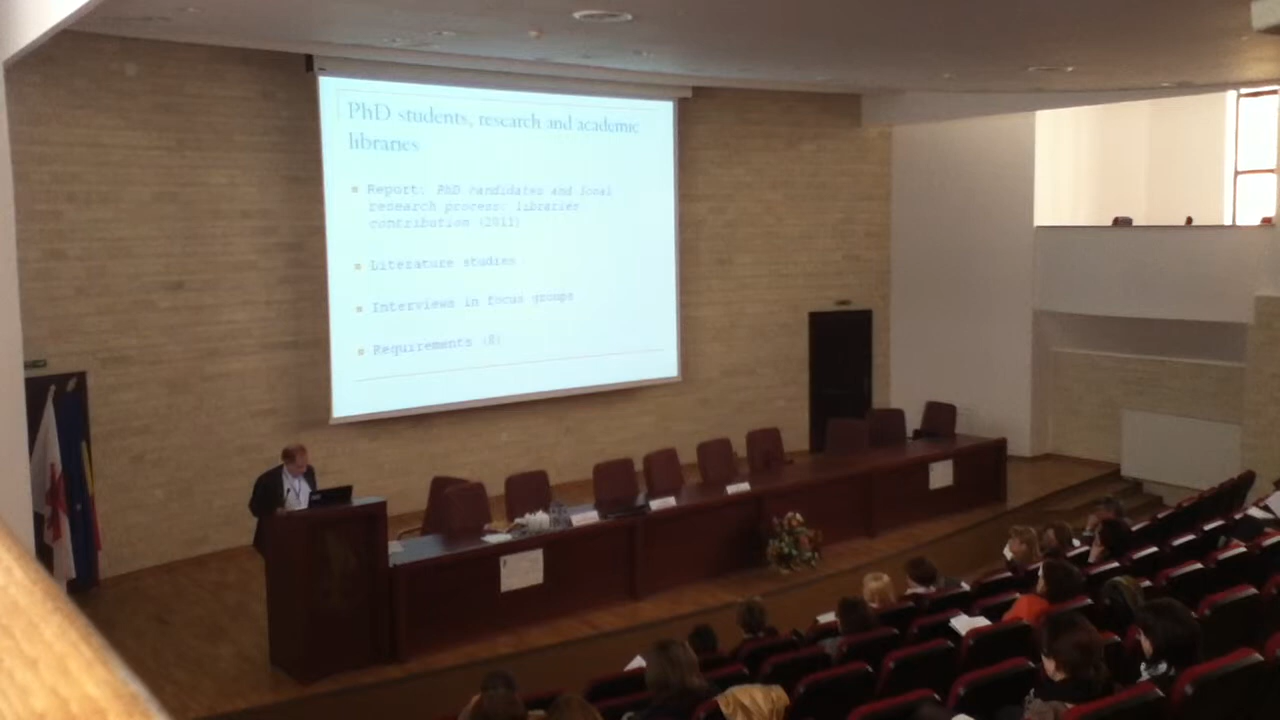 PhD students, research and academic
libraries
Report: PhD candidates and
research process: libraries
contribution (2011)
Literature studies
Interviews in focus groups
Requirements (8)